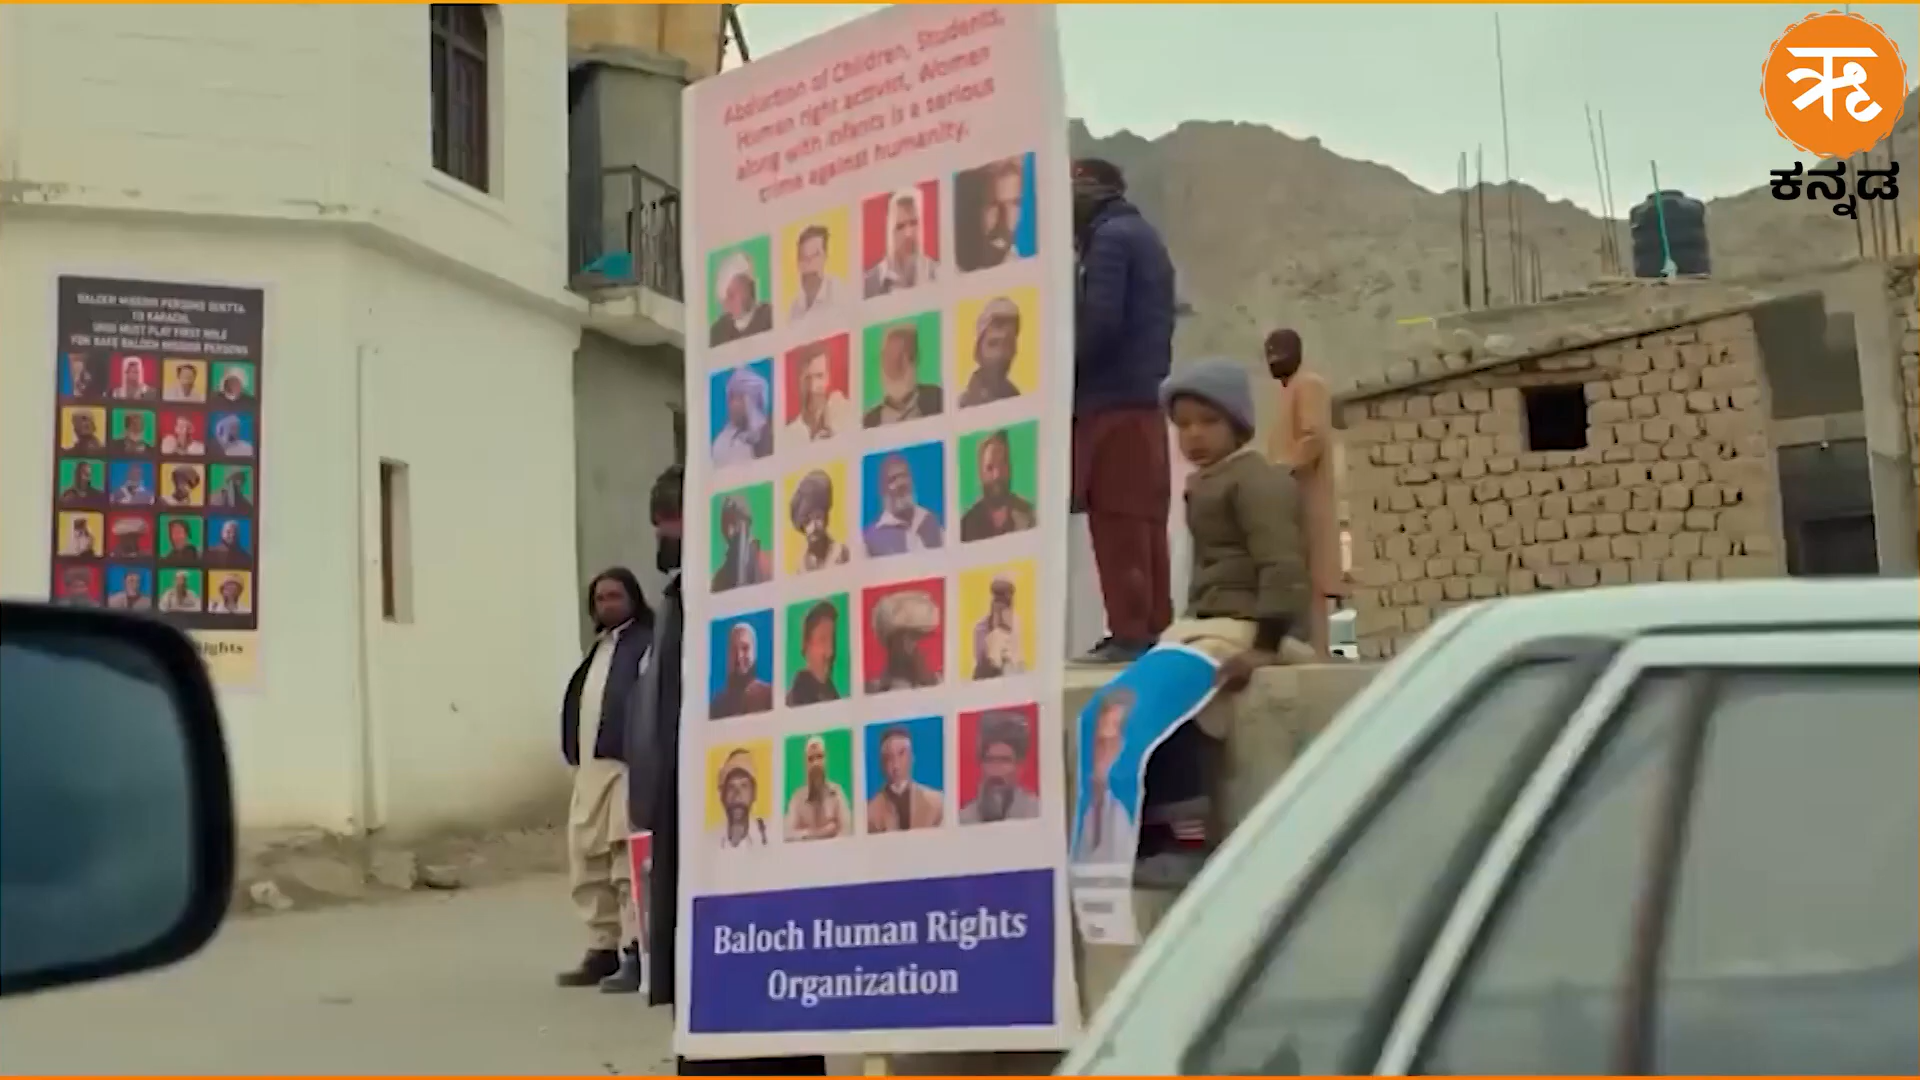 Abduction of Children, Students,
Human right activist, Women
along with infants is a serious
crime against humanity.
Baloch Human Rights
Organization
BALOCH MISSING PERSONS QUETTA
TO KARACHI,
UNO MUST PLAY FIRST ROLE
FOR SAFE BALOCH MISSING PERSONS
Rights
ऋ
ಕನ್ನಡ